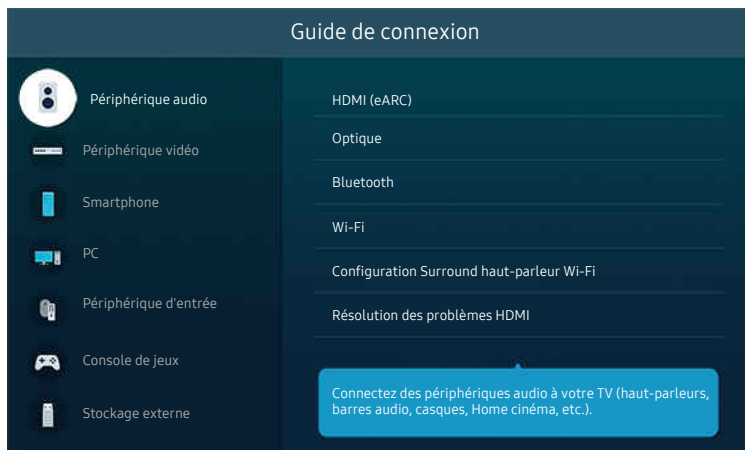 Guide de connexion
Périphérique audio
Périphérique vidéo
Smartphone
PC
Périphérique d'entrée
Console de jeux
Stockage externe
HDMI (eARC)
Optique
Bluetooth
Wi-Fi
Configuration Surround haut-parleur Wi-Fi
Résolution des problèmes HDMI
Connectez des périphériques audio à votre TV (haut-parleurs,
barres audio, casques, Home cinéma, etc.).